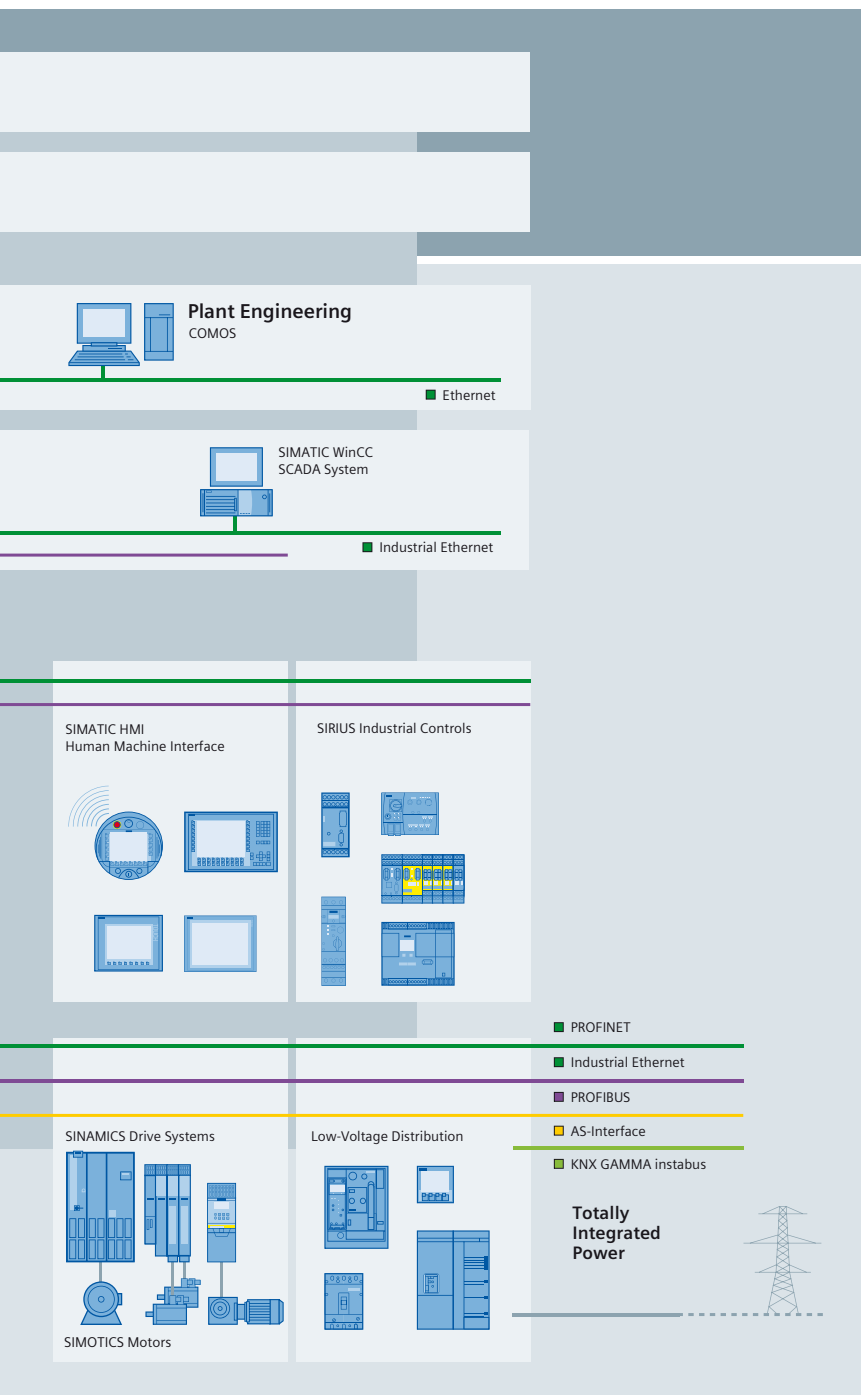 Plant Engineering
COMOS
Ethernet
SIMATIC WinCC
SCADA System
Industrial Ethernet
SIMATIC HMI
Human Machine Interface
SIRIUS Industrial Controls
PROFINET
Industrial Ethernet
PROFIBUS
AS-Interface
KNX GAMMA instabus
SINAMICS Drive Systems
Low-Voltage Distribution
Totally
Integrated
Power
SIMOTICS Motors